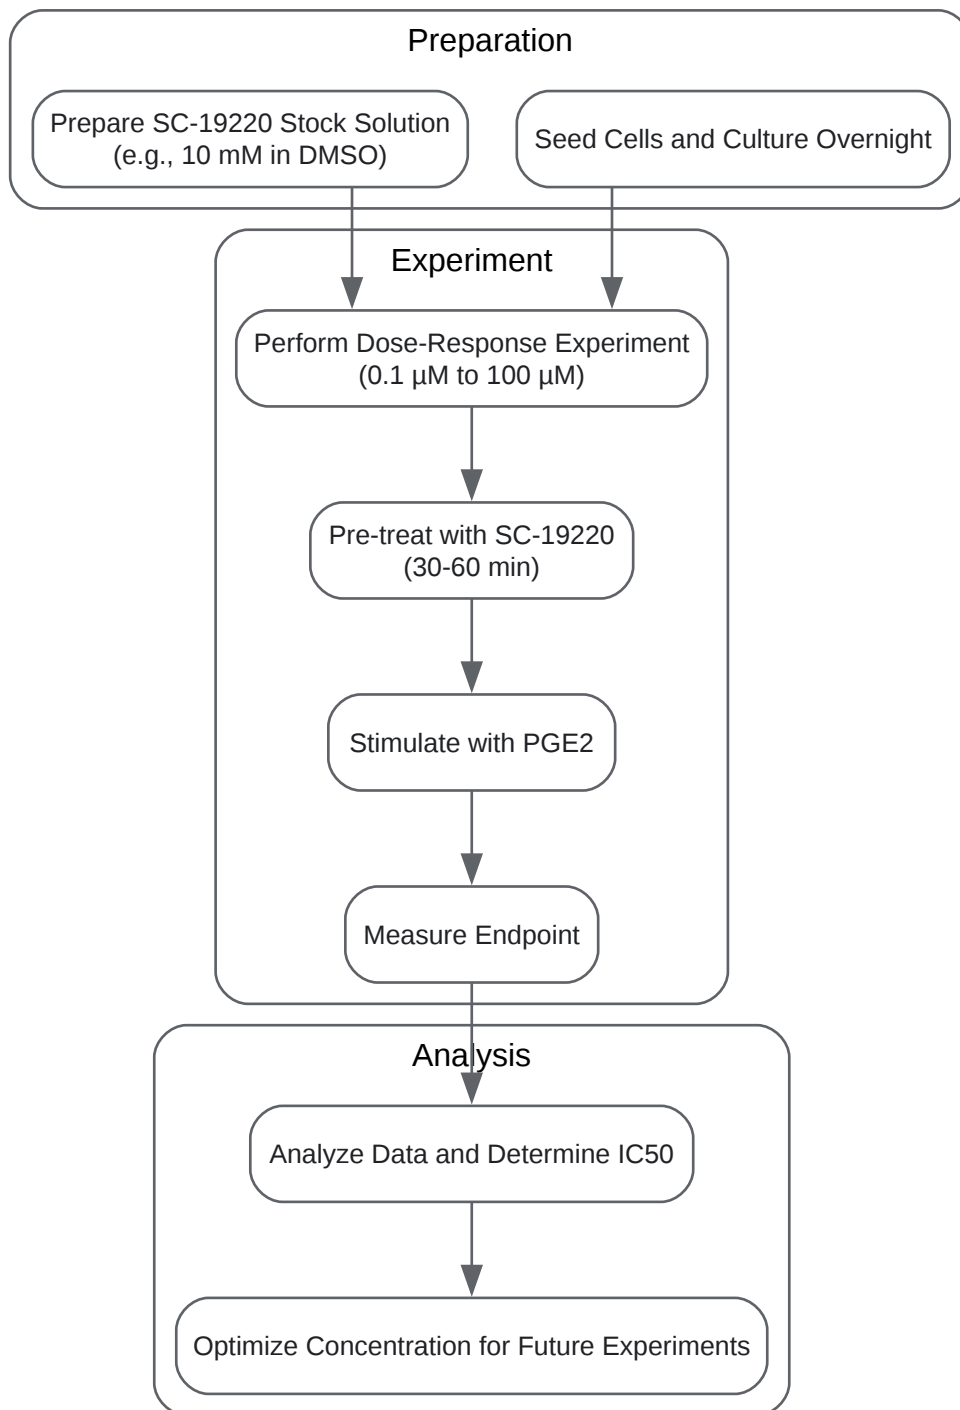 Preparation
Prepare SC-19220 Stock Solution
(e.g., 10 mM in DMSO)
Seed Cells and Culture Overnight
Experiment
Perform Dose-Response Experiment
(0.1 µM to 100 µM)
Pre-treat with SC-19220
(30-60 min)
Stimulate with PGE2
Measure Endpoint
Analysis
Analyze Data and Determine IC50
Optimize Concentration for Future Experiments